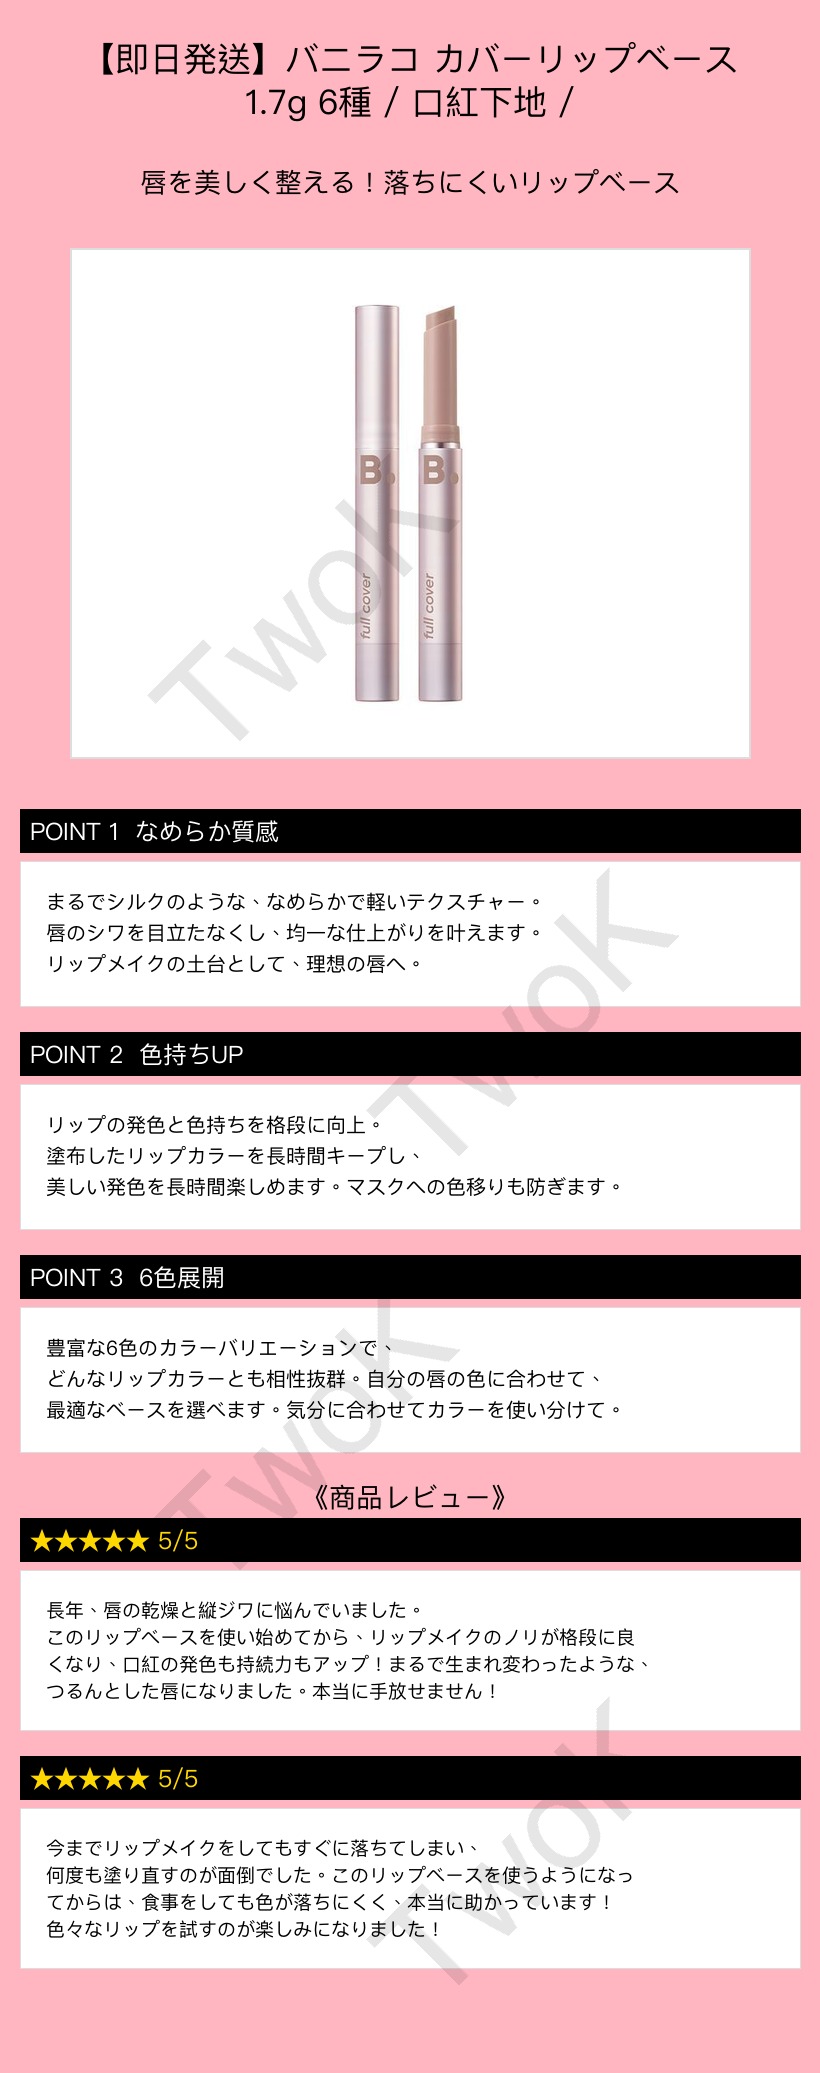 【即日発送】バニラコ カバーリップベース
1.7g 6種 / 口紅下地 /
唇を美しく整える！落ちにくいリップベース
B.
B.
full cover
full cover
TwoK
POINT 1 なめらか質感
まるでシルクのような、なめらかで軽いテクスチャー。
唇のシワを目立たなくし、均一な仕上がりを叶えます。
リップメイクの土台として、理想の唇へ。
TwoK
POINT 2 色持ちUP
リップの発色と色持ちを格段に向上。
塗布したリップカラーを長時間キープし、
美しい発色を長時間楽しめます。マスクへの色移りも防ぎます。
POINT 3 6色展開
豊富な6色のカラーバリエーションで、
どんなリップカラーとも相性抜群。自分の唇の色に合わせて、
最適なベースを選べます。気分に合わせてカラーを使い分けて。
TwoK
《商品レビュー》
★★★★★ 5/5
長年、唇の乾燥と縦ジワに悩んでいました。
このリップベースを使い始めてから、リップメイクのノリが格段に良
くなり、口紅の発色も持続力もアップ！まるで生まれ変わったような、
つるんとした唇になりました。本当に手放せません！
★★★★★ 5/5
今までリップメイクをしてもすぐに落ちてしまい、
何度も塗り直すのが面倒でした。このリップベースを使うようになっ
てからは、食事をしても色が落ちにくく、本当に助かっています！
色々なリップを試すのが楽しみになりました！
TwoK